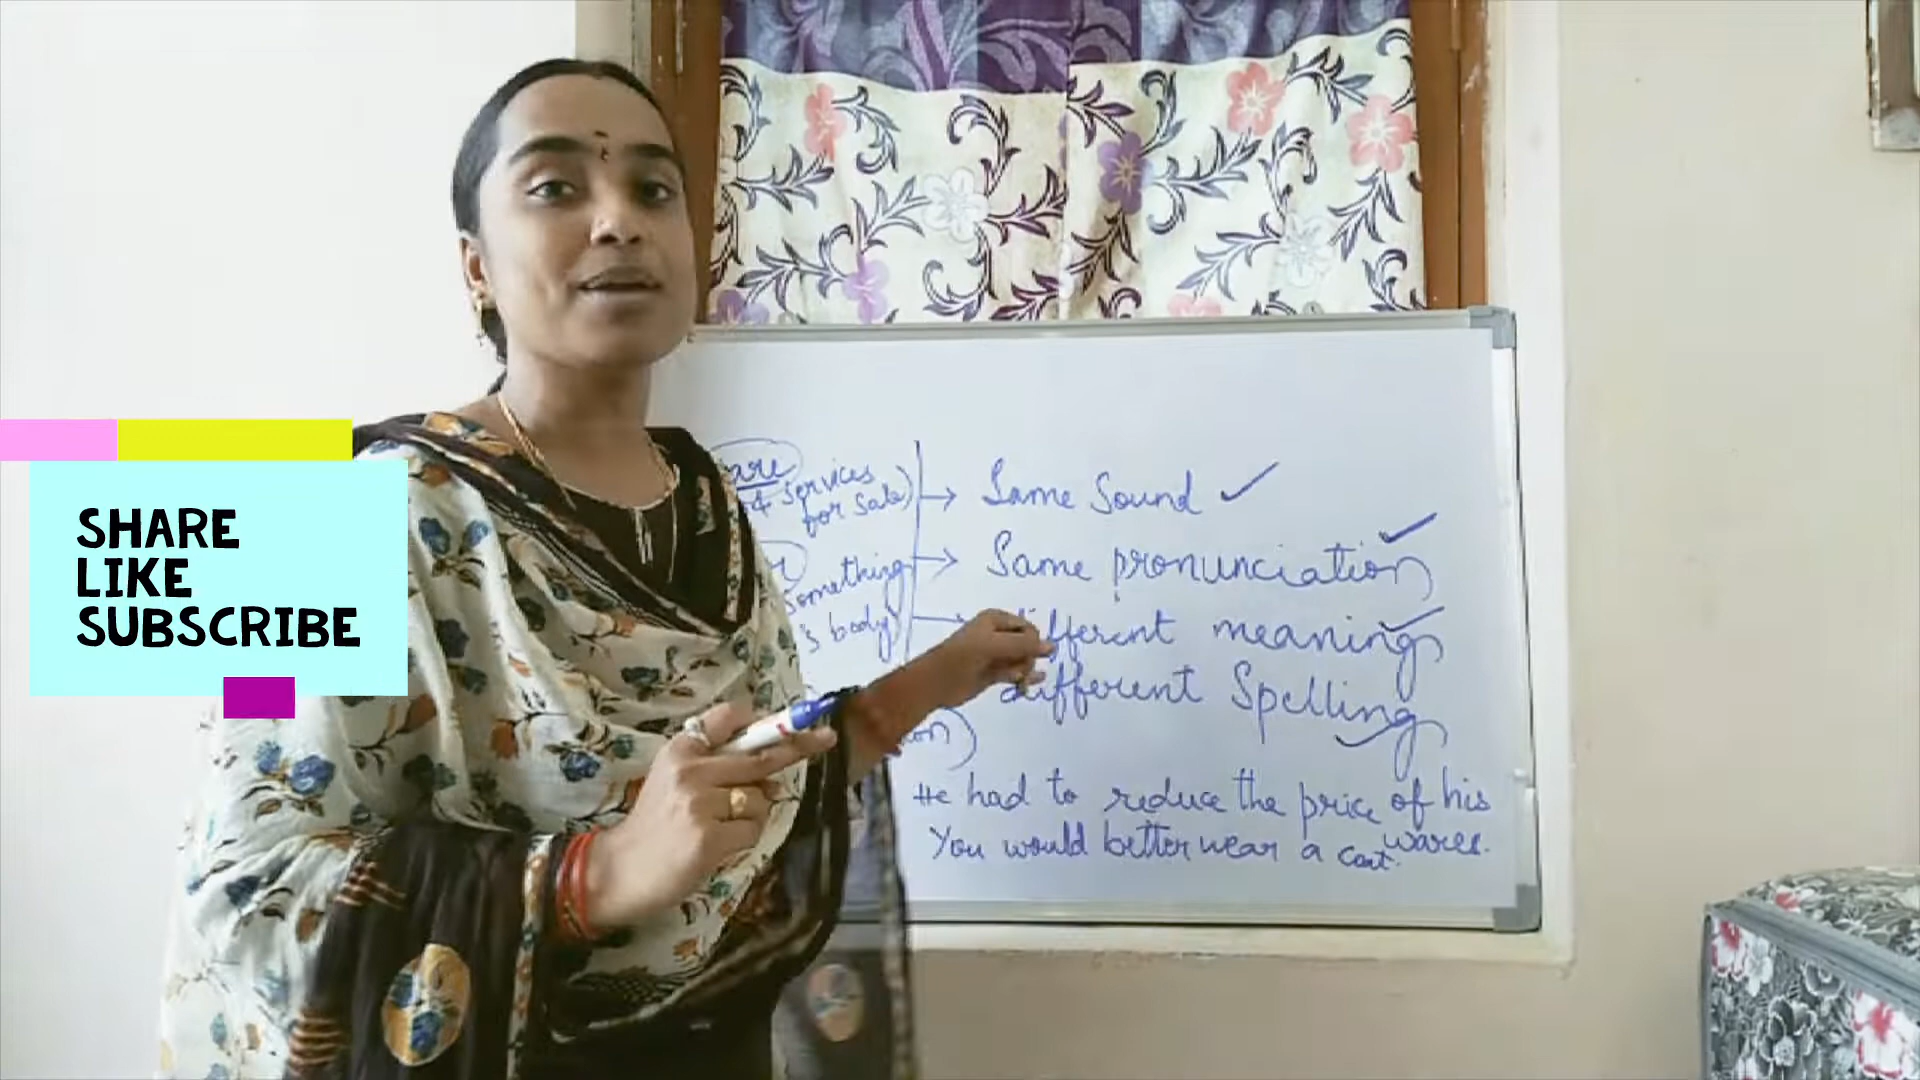 SHARE
LIKE
SUBSCRIBE
services
for sale)
something
's body)
Same Sound
Same pronunciation
different meaning
different Spelling
He had to reduce the price of his
wares.
You would better wear a coat.